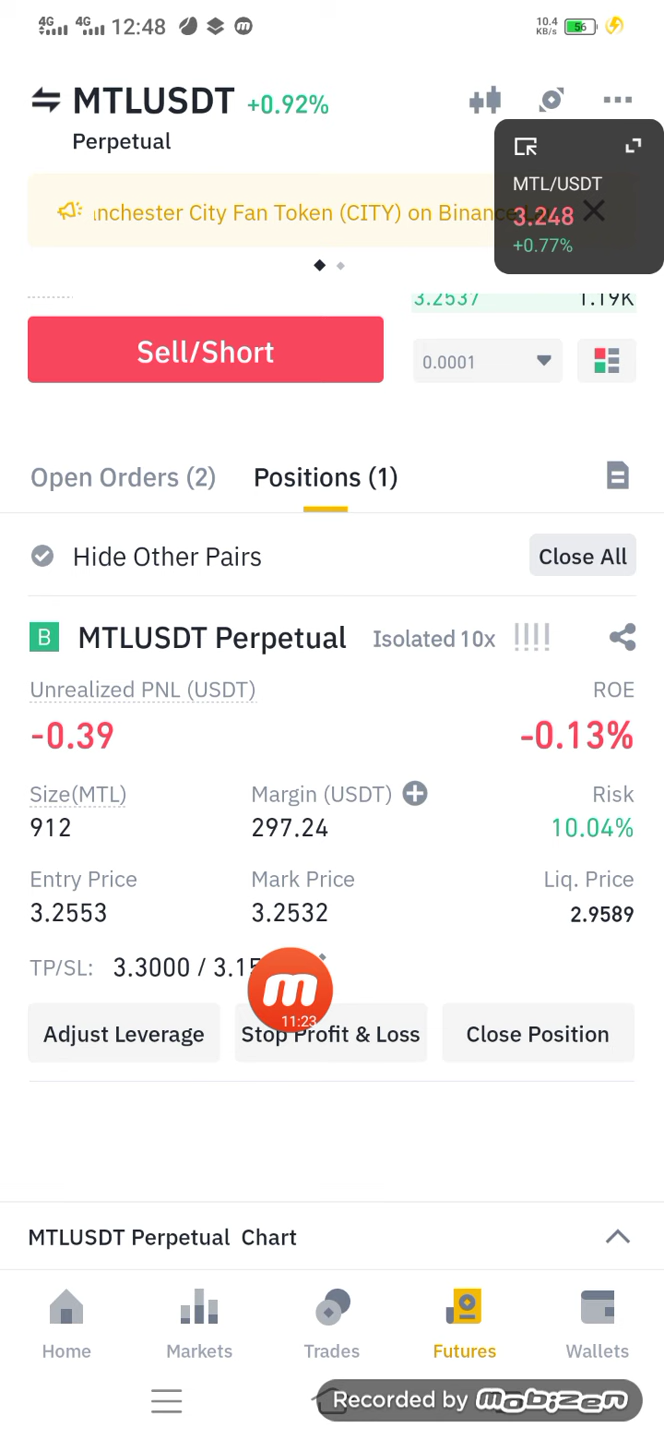 4G 4G 12:48 10.4 KB/s 56
MTLUSDT +0.92%
Perpetual
MTL/USDT
3.248
+0.77%
inchester City Fan Token (CITY) on Binance
3.2537 1.19K
Sell/Short
0.0001
Open Orders (2) Positions (1)
Hide Other Pairs Close All
B MTLUSDT Perpetual Isolated 10x !!!!
Unrealized PNL (USDT) ROE
-0.39 -0.13%
Size(MTL) Margin (USDT) Risk
912 297.24 10.04%
Entry Price Mark Price Liq. Price
3.2553 3.2532 2.9589
TP/SL: 3.3000 / 3.15
m
11:23
Adjust Leverage Stop Profit & Loss Close Position
MTLUSDT Perpetual Chart
Home Markets Trades Futures Wallets
Recorded by mobizen